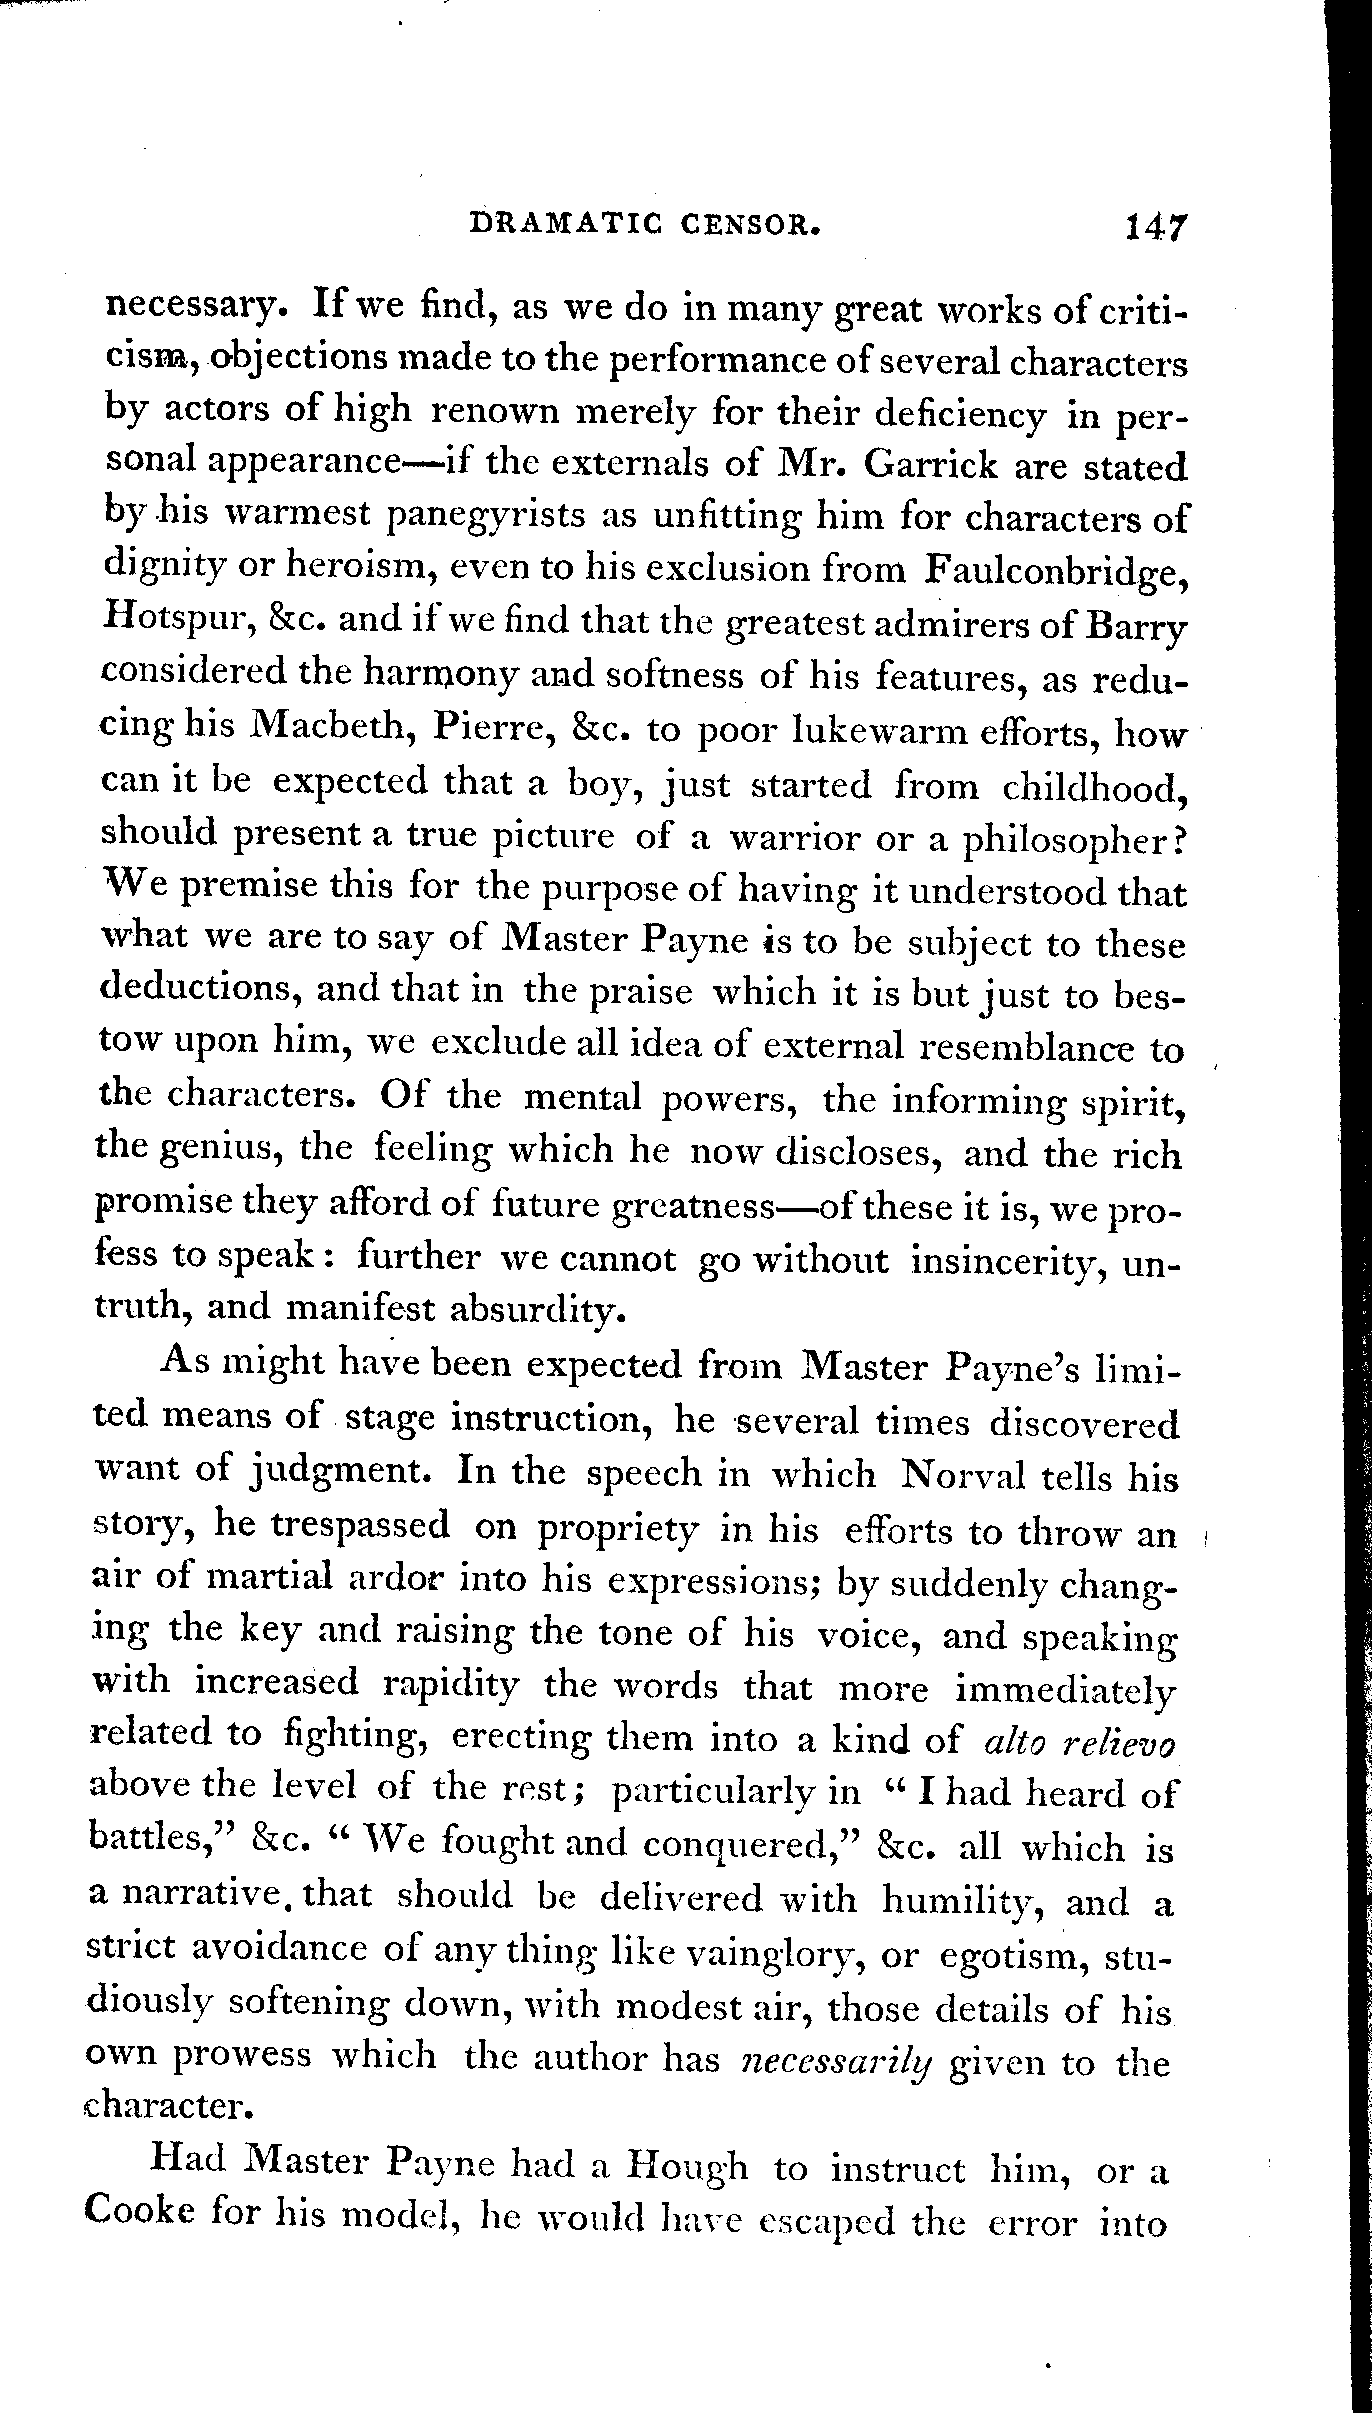 DRAMATIC CENSOR. 147
necessary. If we find, as we do in many great works of criti-
cism, objections made to the performance of several characters
by actors of high renown merely for their deficiency in per-
sonal appearance—if the externals of Mr. Garrick are stated
by his warmest panegyrists as unfitting him for characters of
dignity or heroism, even to his exclusion from Faulconbridge,
Hotspur, &c. and if we find that the greatest admirers of Barry
considered the harmony and softness of his features, as redu-
cing his Macbeth, Pierre, &c. to poor lukewarm efforts, how
can it be expected that a boy, just started from childhood,
should present a true picture of a warrior or a philosopher?
We premise this for the purpose of having it understood that
what we are to say of Master Payne is to be subject to these
deductions, and that in the praise which it is but just to bes-
tow upon him, we exclude all idea of external resemblance to
the characters. Of the mental powers, the informing spirit,
the genius, the feeling which he now discloses, and the rich
promise they afford of future greatness—of these it is, we pro-
fess to speak: further we cannot go without insincerity, un-
truth, and manifest absurdity.
As might have been expected from Master Payne's limi-
ted means of stage instruction, he several times discovered
want of judgment. In the speech in which Norval tells his
story, he trespassed on propriety in his efforts to throw an
air of martial ardor into his expressions; by suddenly chang-
ing the key and raising the tone of his voice, and speaking
with increased rapidity the words that more immediately
related to fighting, erecting them into a kind of alto relievo
above the level of the rest; particularly in “ I had heard of
battles,” &c. “ We fought and conquered,” &c. all which is
a narrative. that should be delivered with humility, and a
strict avoidance of any thing like vainglory, or egotism, stu-
diously softening down, with modest air, those details of his
own prowess which the author has necessarily given to the
character.
Had Master Payne had a Hough to instruct him, or a
Cooke for his model, he would have escaped the error into